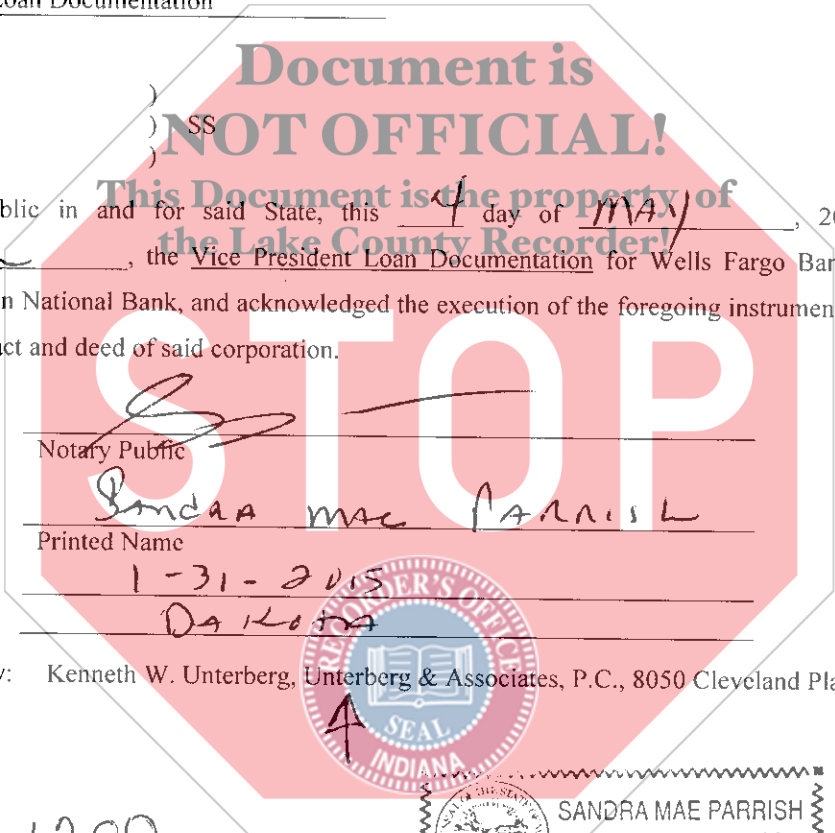 Loan Documentation
Document is
)
) SS
NOT OFFICIAL!
)
This Document is the property of
blic in and for said State, this 4 day of MAY, 20
the Lake County Recorder!
, the Vice President Loan Documentation for Wells Fargo Ban
n National Bank, and acknowledged the execution of the foregoing instrumen
ct and deed of said corporation.
STOP
Notary Public
Sandra Mae Parrish
Printed Name
1-31-2015
Dakota
RECORDER'S OFFICE
y: Kenneth W. Unterberg, Unterberg & Associates, P.C., 8050 Cleveland Pla
SEAL
INDIANA
SANDRA MAE PARRISH